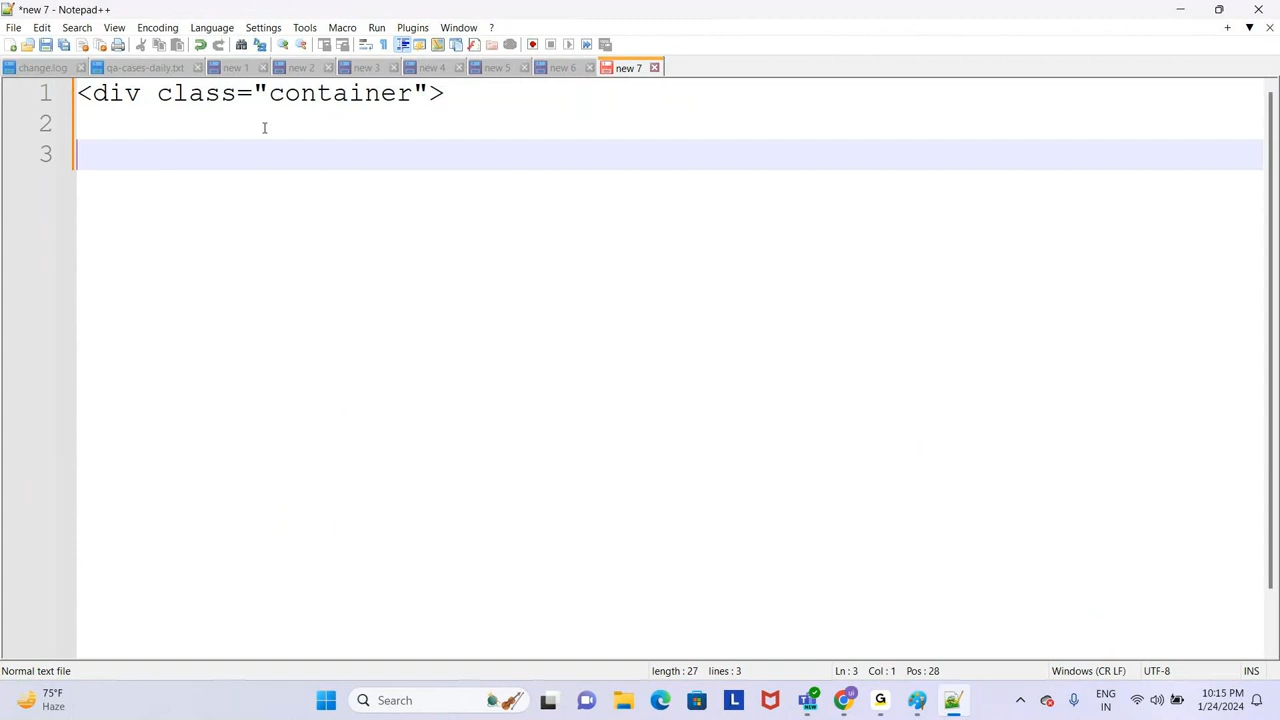 *new 7 - Notepad++
File Edit Search View Encoding Language Settings Tools Macro Run Plugins Window ?
change.log qa-cases-daily.txt new 1 new 2 new 3 new 4 new 5 new 6 new 7
1 <div class="container">
2
3
Normal text file length : 27 lines : 3 Ln : 3 Col : 1 Pos : 28 Windows (CR LF) UTF-8 INS
75°F
Haze
Search
NEW
L
G
ui
ENG
IN
10:15 PM
1/24/2024